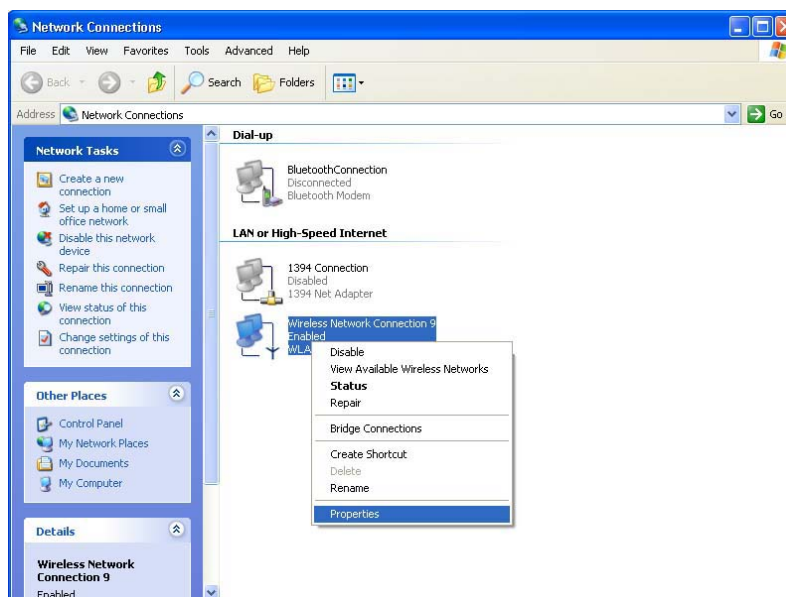 Network Connections
File Edit View Favorites Tools Advanced Help
Back Search Folders
Address Network Connections Go
Network Tasks
Create a new
connection
Set up a home or small
office network
Disable this network
device
Repair this connection
Rename this connection
View status of this
connection
Change settings of this
connection
Other Places
Control Panel
My Network Places
My Documents
My Computer
Details
Wireless Network
Connection 9
Enabled
Dial-up
BluetoothConnection
Disconnected
Bluetooth Modem
LAN or High-Speed Internet
1394 Connection
Disabled
1394 Net Adapter
Wireless Network Connection 9
Enabled
Disable
View Available Wireless Networks
Status
Repair
Bridge Connections
Create Shortcut
Delete
Rename
Properties